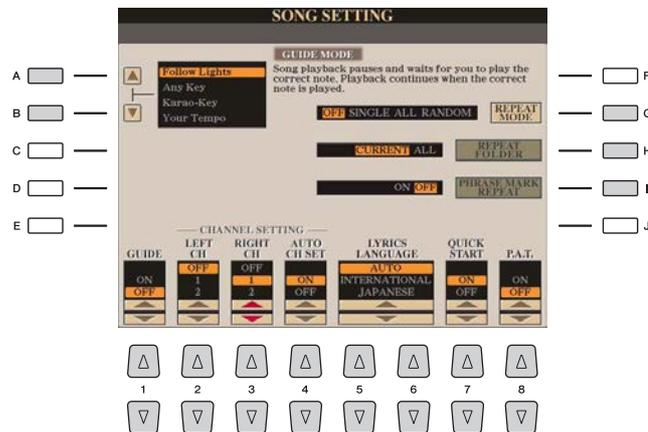 SONG SETTING
GUIDE MODE
Follow Lights
Any Key
Karao-Key
Your Tempo
Song playback pauses and waits for you to play the
correct note. Playback continues when the correct
note is played.
OFF SINGLE ALL RANDOM
REPEAT
MODE
CURRENT ALL
REPEAT
FOLDER
ON OFF
PHRASE MARK
REPEAT
A
B
C
D
E
F
G
H
I
J
CHANNEL SETTING
GUIDE
LEFT
CH
RIGHT
CH
AUTO
CH SET
LYRICS
LANGUAGE
QUICK
START
P.A.T.
ON
OFF
OFF
1
2
OFF
1
2
ON
OFF
AUTO
INTERNATIONAL
JAPANESE
ON
OFF
ON
OFF
1 2 3 4 5 6 7 8